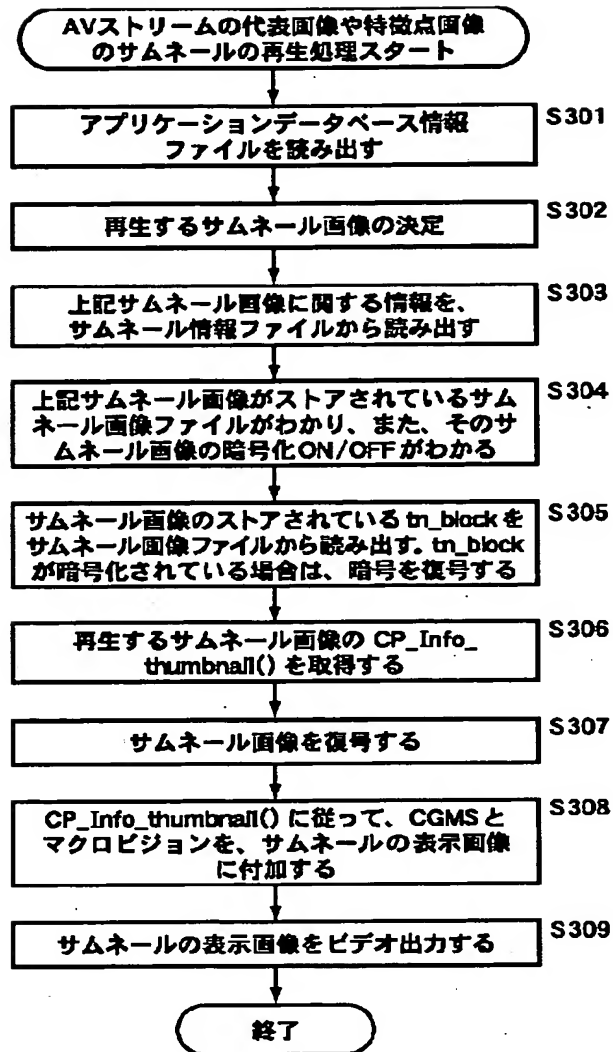 AVストリームの代表画像や特徴点画像
のサムネールの再生処理スタート
S301
アプリケーションデータベース情報
ファイルを読み出す
S302
再生するサムネール画像の決定
S303
上記サムネール画像に関する情報を、
サムネール情報ファイルから読み出す
S304
上記サムネール画像がストアされているサム
ネール画像ファイルがわかり、また、そのサ
ムネール画像の暗号化ON/OFFがわかる
S305
サムネール画像のストアされているtn_blockを
サムネール画像ファイルから読み出す。tn_block
が暗号化されている場合は、暗号を復号する
S306
再生するサムネール画像の CP_Info_
thumbnail() を取得する
S307
サムネール画像を復号する
S308
CP_Info_thumbnail() に従って、CGMSと
マクロビジョンを、サムネールの表示画像
に付加する
S309
サムネールの表示画像をビデオ出力する
終了